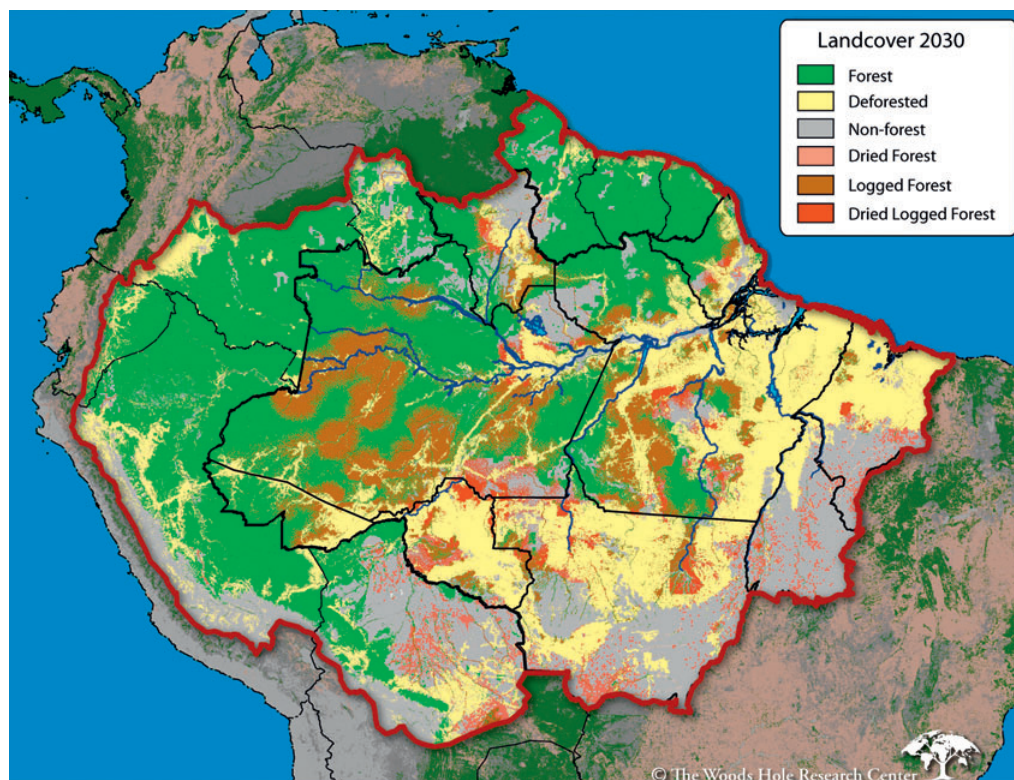 Landcover 2030
Forest
Deforested
Non-forest
Dried Forest
Logged Forest
Dried Logged Forest
© The Woods Hole Research Center